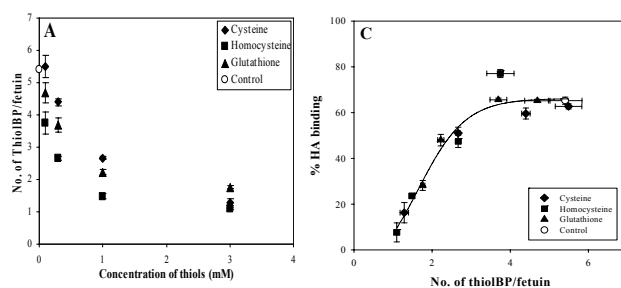 A
◆ Cysteine
■ Homocysteine
▲ Glutathione
○ Control
No. of ThiolBP/fetuin
7
6
5
4
3
2
1
0
0 1 2 3 4
Concentration of thiols (mM)
C
% HA binding
100
80
60
40
20
0
◆ Cysteine
■ Homocysteine
▲ Glutathione
○ Control
0 2 4 6
No. of thiolBP/fetuin